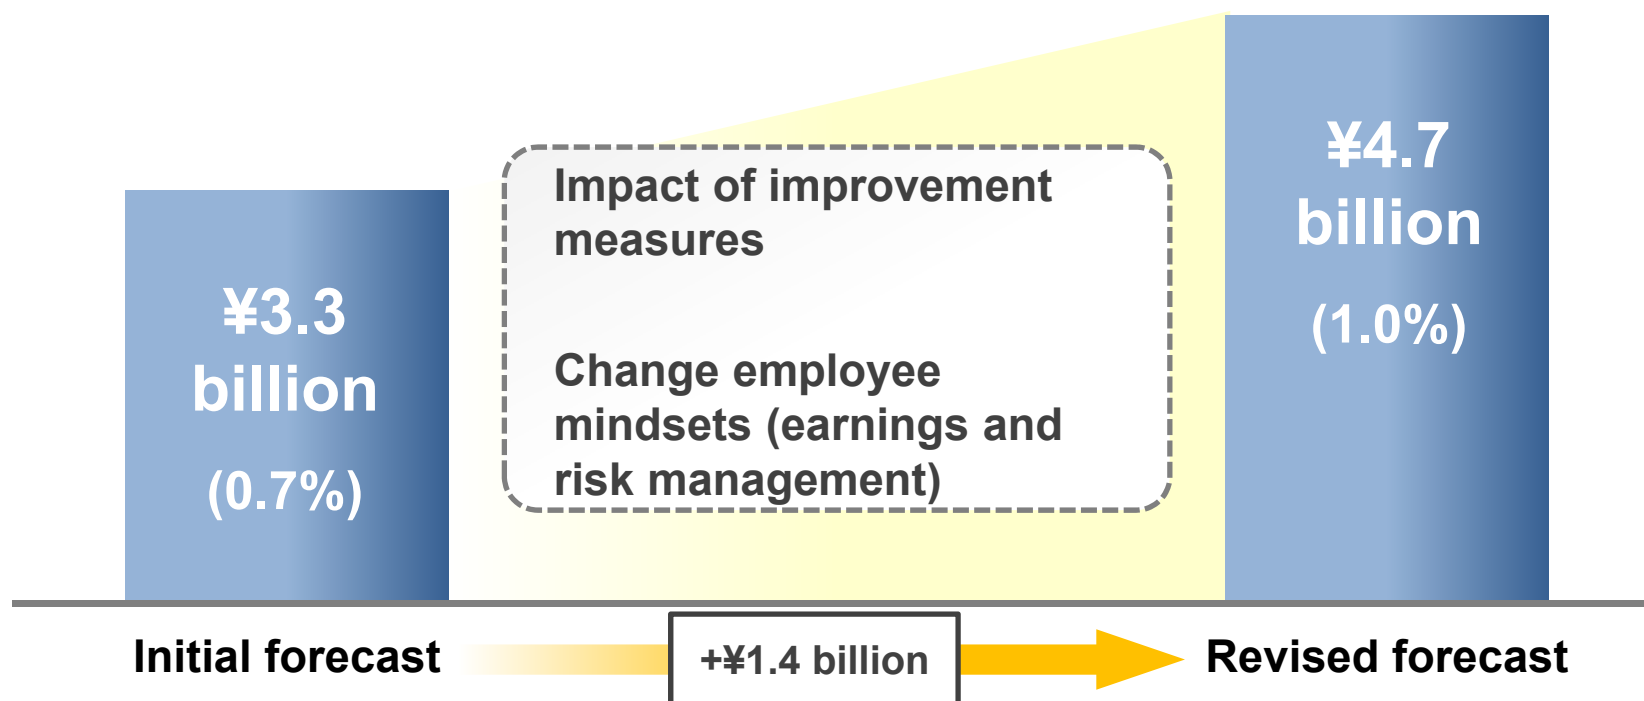 ¥3.3
billion
(0.7%)
Impact of improvement
measures
Change employee
mindsets (earnings and
risk management)
¥4.7
billion
(1.0%)
Initial forecast
+¥1.4 billion
Revised forecast